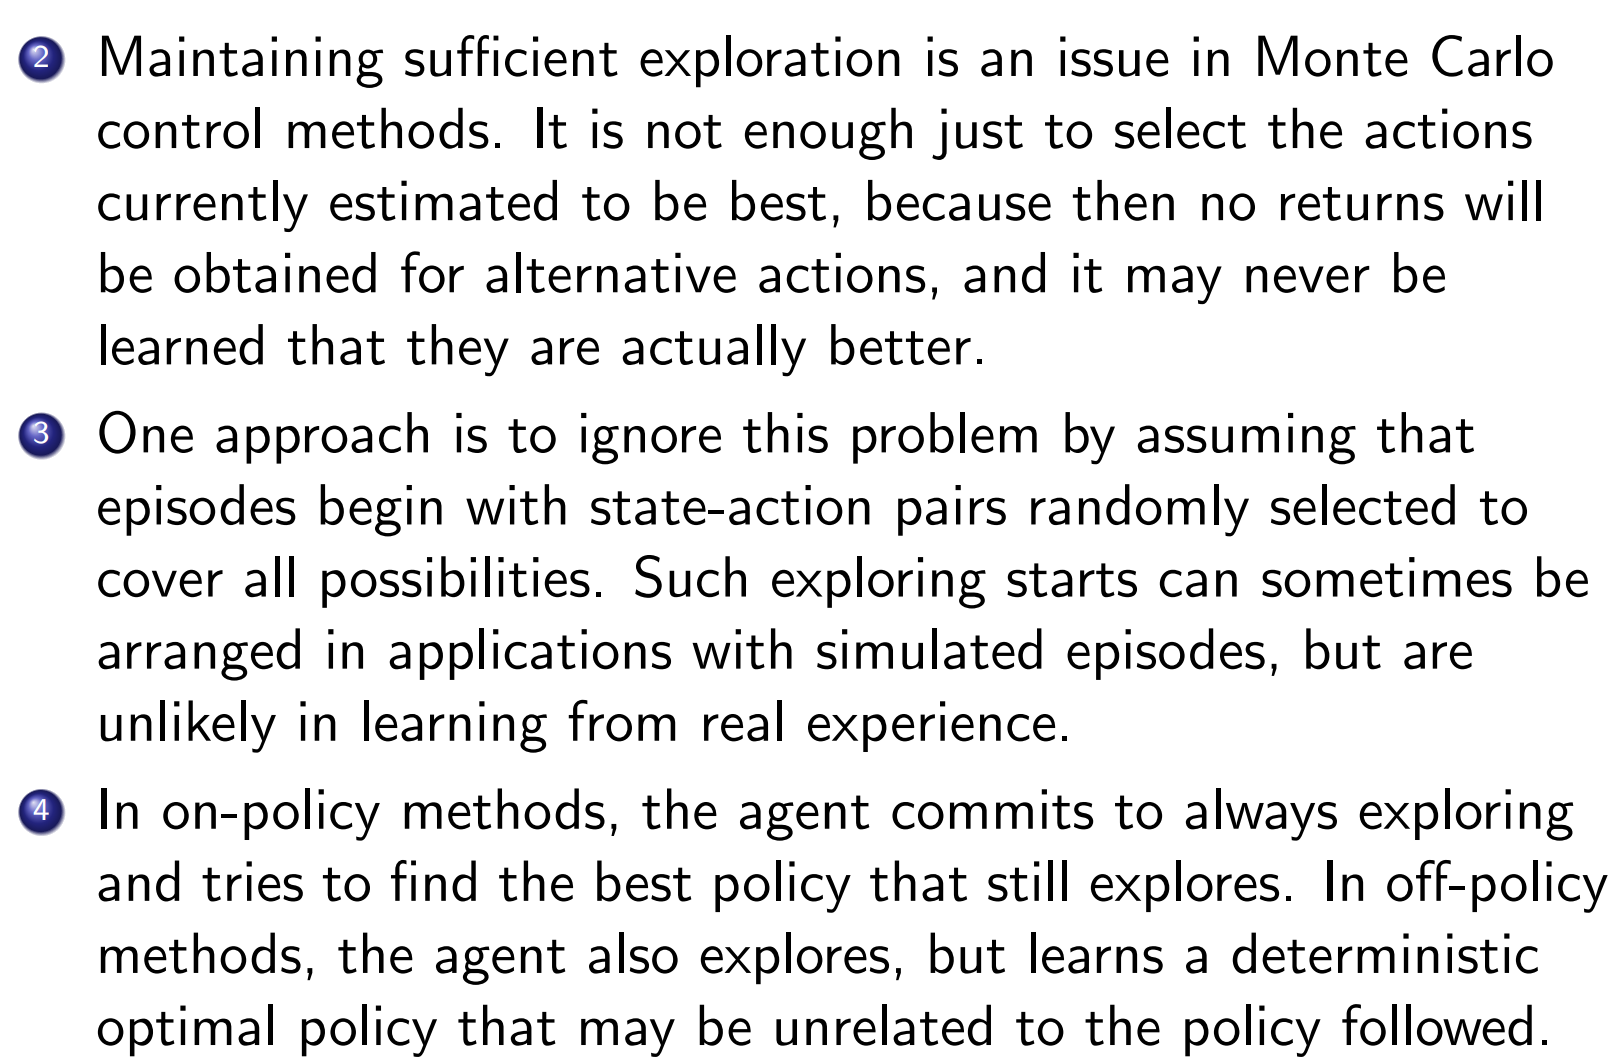 2 Maintaining sufficient exploration is an issue in Monte Carlo
control methods. It is not enough just to select the actions
currently estimated to be best, because then no returns will
be obtained for alternative actions, and it may never be
learned that they are actually better.
3 One approach is to ignore this problem by assuming that
episodes begin with state-action pairs randomly selected to
cover all possibilities. Such exploring starts can sometimes be
arranged in applications with simulated episodes, but are
unlikely in learning from real experience.
4 In on-policy methods, the agent commits to always exploring
and tries to find the best policy that still explores. In off-policy
methods, the agent also explores, but learns a deterministic
optimal policy that may be unrelated to the policy followed.